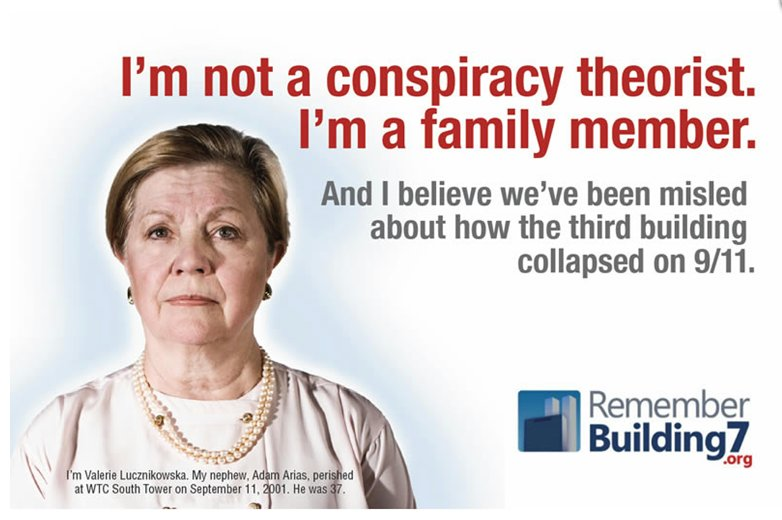 I'm not a conspiracy theorist.
I'm a family member.
And I believe we've been misled
about how the third building
collapsed on 9/11.
Remember
Building7
.org
I'm Valerie Lucznikowska. My nephew, Adam Arias, perished
at WTC South Tower on September 11, 2001. He was 37.